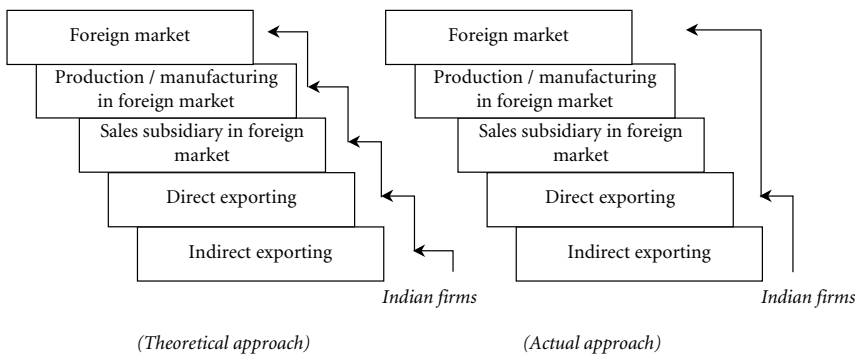 Foreign market
Production / manufacturing
in foreign market
Sales subsidiary in foreign
market
Direct exporting
Indirect exporting
Indian firms
(Theoretical approach)
Foreign market
Production / manufacturing
in foreign market
Sales subsidiary in foreign
market
Direct exporting
Indirect exporting
Indian firms
(Actual approach)